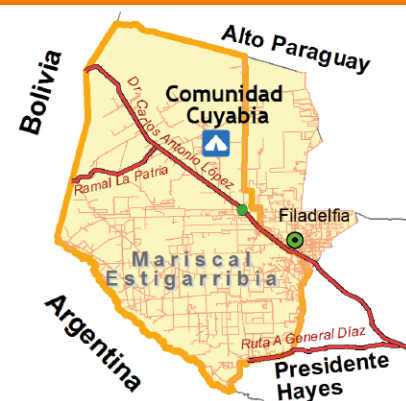 Alto Paraguay
Bolivia
Dr. Carlos Antonio López
Comunidad
Cuyabia
Ramal La Patria
Filadelfia
Mariscal
Estigarribia
Argentina
Ruta A General Díaz
Presidente
Hayes